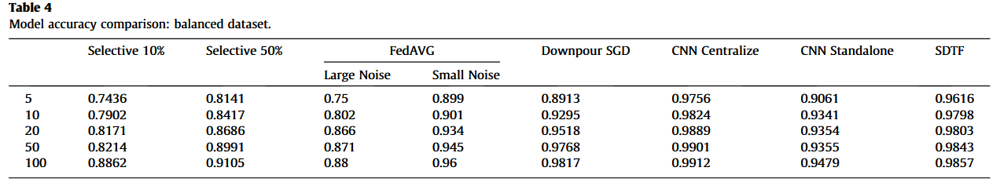 Table 4
Model accuracy comparison: balanced dataset.
Selective 10% Selective 50% FedAVG Downpour SGD CNN Centralize CNN Standalone SDTF
Large Noise Small Noise
5 0.7436 0.8141 0.75 0.899 0.8913 0.9756 0.9061 0.9616
10 0.7902 0.8417 0.802 0.901 0.9295 0.9824 0.9341 0.9798
20 0.8171 0.8686 0.866 0.934 0.9518 0.9889 0.9354 0.9803
50 0.8214 0.8991 0.871 0.945 0.9768 0.9901 0.9355 0.9843
100 0.8862 0.9105 0.88 0.96 0.9817 0.9912 0.9479 0.9857